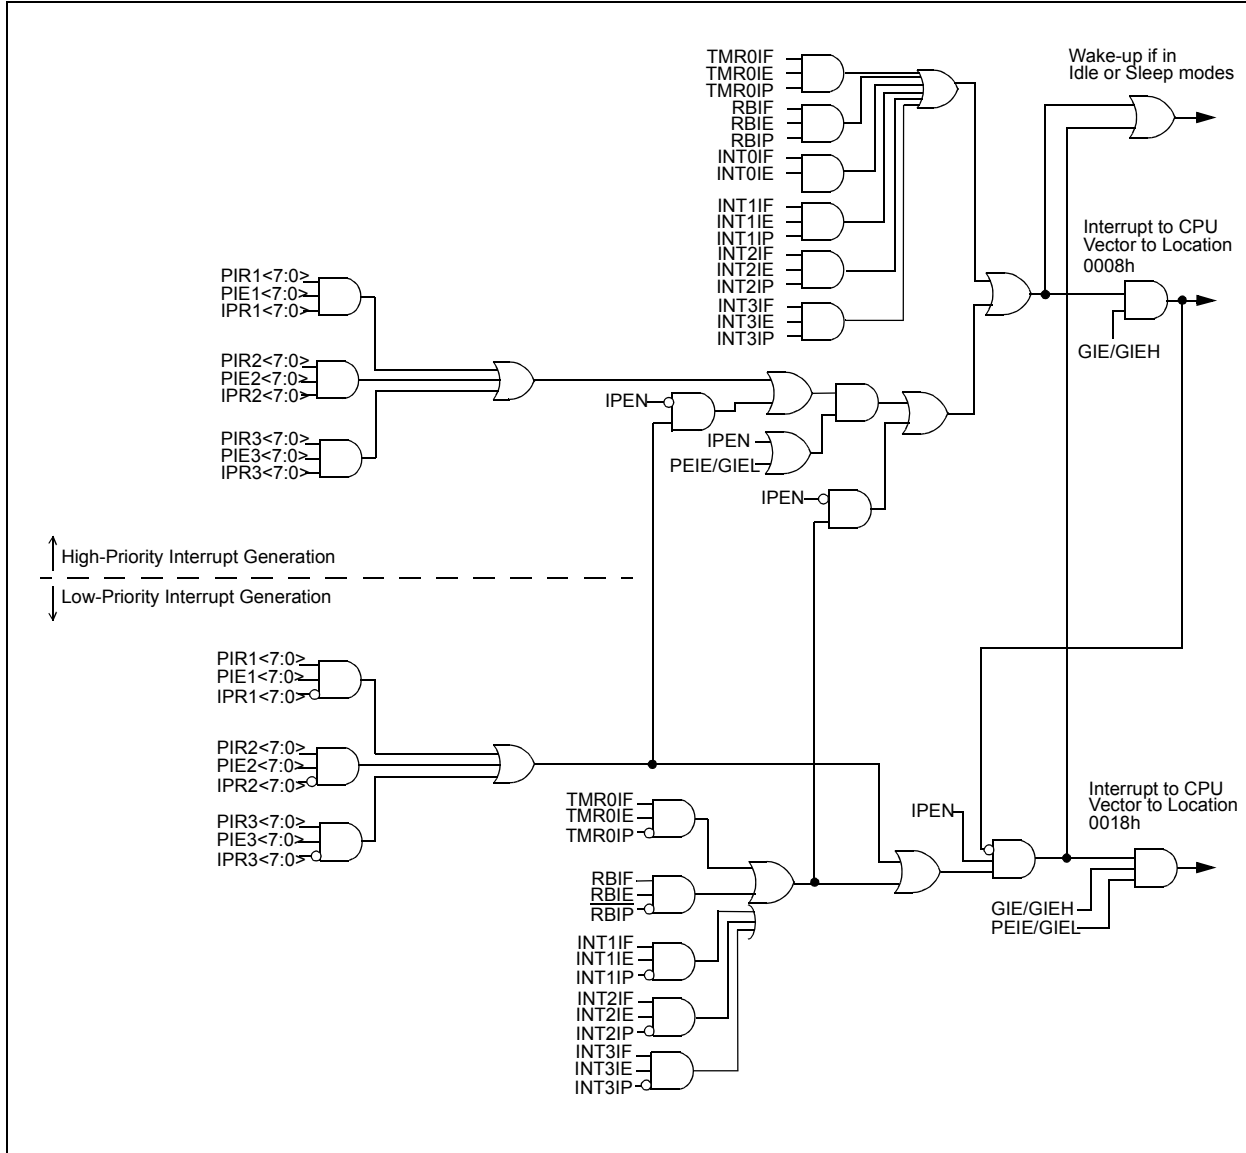 TMR0IF
TMR0IE
TMR0IP
RBIF
RBIE
RBIP
INT0IF
INT0IE
INT1IF
INT1IE
INT1IP
INT2IF
INT2IE
INT2IP
INT3IF
INT3IE
INT3IP
Wake-up if in
Idle or Sleep modes
Interrupt to CPU
Vector to Location
0008h
GIE/GIEH
PIR1<7:0>
PIE1<7:0>
IPR1<7:0>
PIR2<7:0>
PIE2<7:0>
IPR2<7:0>
PIR3<7:0>
PIE3<7:0>
IPR3<7:0>
IPEN
IPEN
PEIE/GIEL
IPEN
High-Priority Interrupt Generation
Low-Priority Interrupt Generation
PIR1<7:0>
PIE1<7:0>
IPR1<7:0>
PIR2<7:0>
PIE2<7:0>
IPR2<7:0>
PIR3<7:0>
PIE3<7:0>
IPR3<7:0>
TMR0IF
TMR0IE
TMR0IP
RBIF
RBIE
RBIP
INT1IF
INT1IE
INT1IP
INT2IF
INT2IE
INT2IP
INT3IF
INT3IE
INT3IP
IPEN
Interrupt to CPU
Vector to Location
0018h
GIE/GIEH
PEIE/GIEL